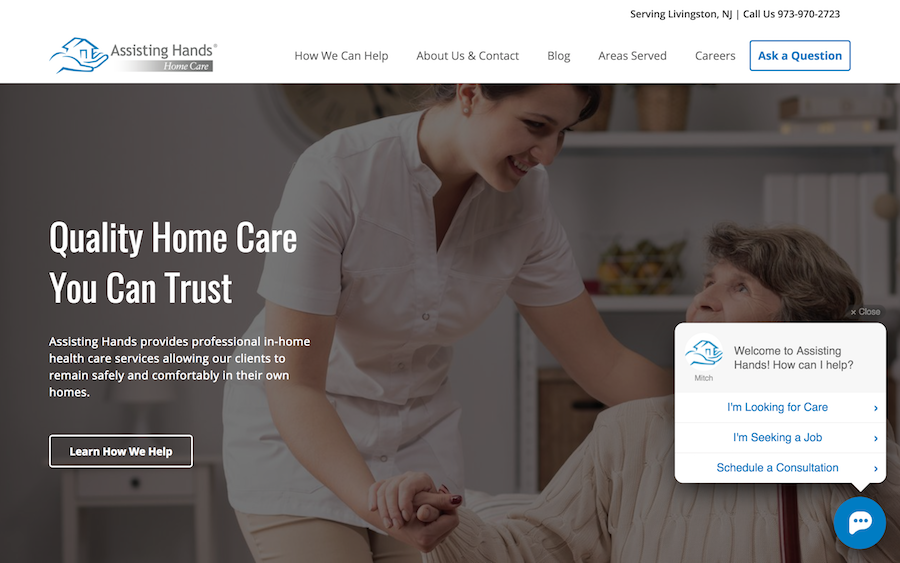 Serving Livingston, NJ | Call Us 973-970-2723
Assisting Hands®
Home Care
How We Can Help
About Us & Contact
Blog
Areas Served
Careers
Ask a Question
Quality Home Care
You Can Trust
Assisting Hands provides professional in-home
health care services allowing our clients to
remain safely and comfortably in their own
homes.
Learn How We Help
× Close
Welcome to Assisting
Hands! How can I help?
Mitch
I'm Looking for Care ›
I'm Seeking a Job ›
Schedule a Consultation ›